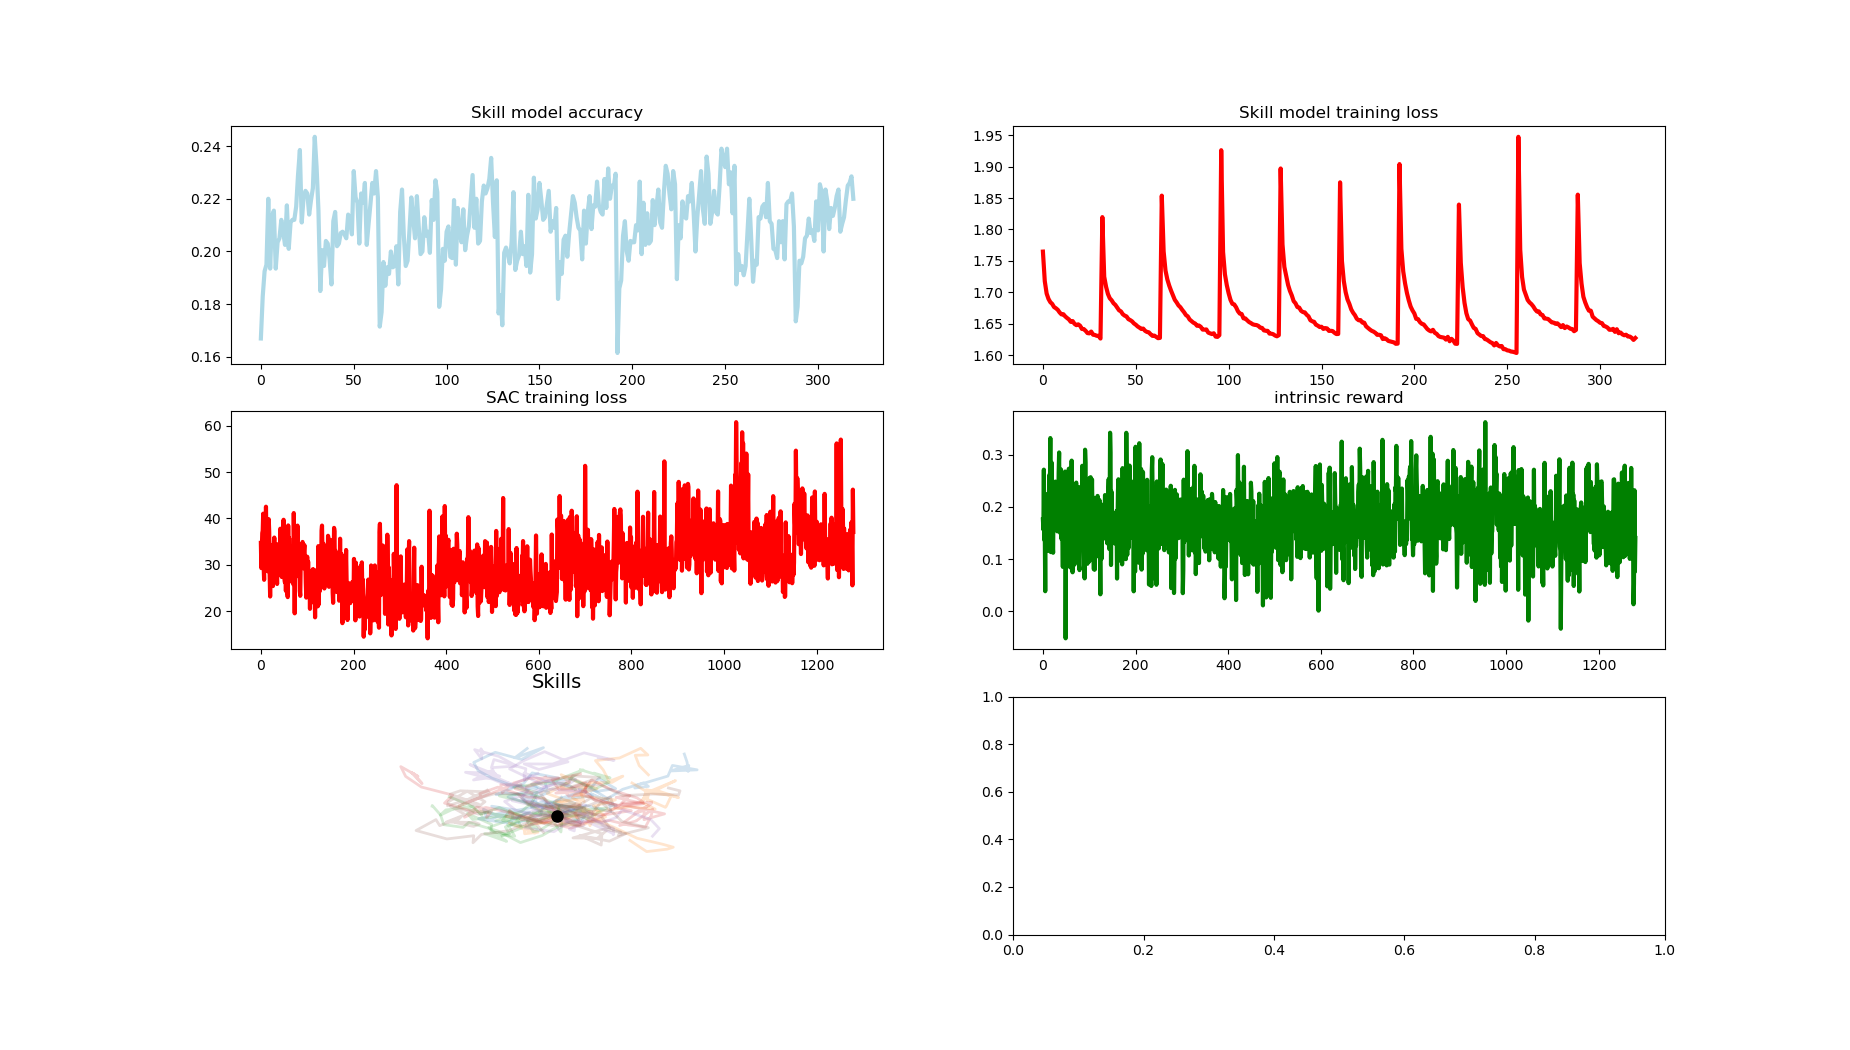 Skill model accuracy
0.24
0.22
0.20
0.18
0.16
0 50 100 150 200 250 300
Skill model training loss
1.95
1.90
1.85
1.80
1.75
1.70
1.65
1.60
0 50 100 150 200 250 300
SAC training loss
60
50
40
30
20
0 200 400 600 800 1000 1200
intrinsic reward
0.3
0.2
0.1
0.0
0 200 400 600 800 1000 1200
Skills
1.0
0.8
0.6
0.4
0.2
0.0
0.0 0.2 0.4 0.6 0.8 1.0